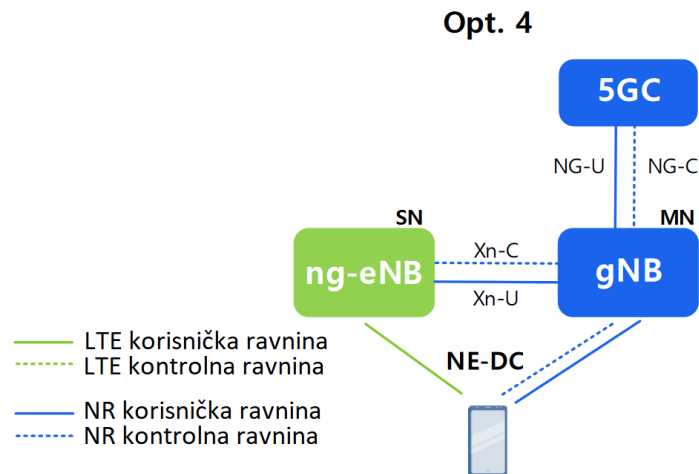 Opt. 4
5GC
NG-U
NG-C
SN
MN
ng-eNB
Xn-C
gNB
Xn-U
LTE korisnička ravnina
LTE kontrolna ravnina
NE-DC
NR korisnička ravnina
NR kontrolna ravnina